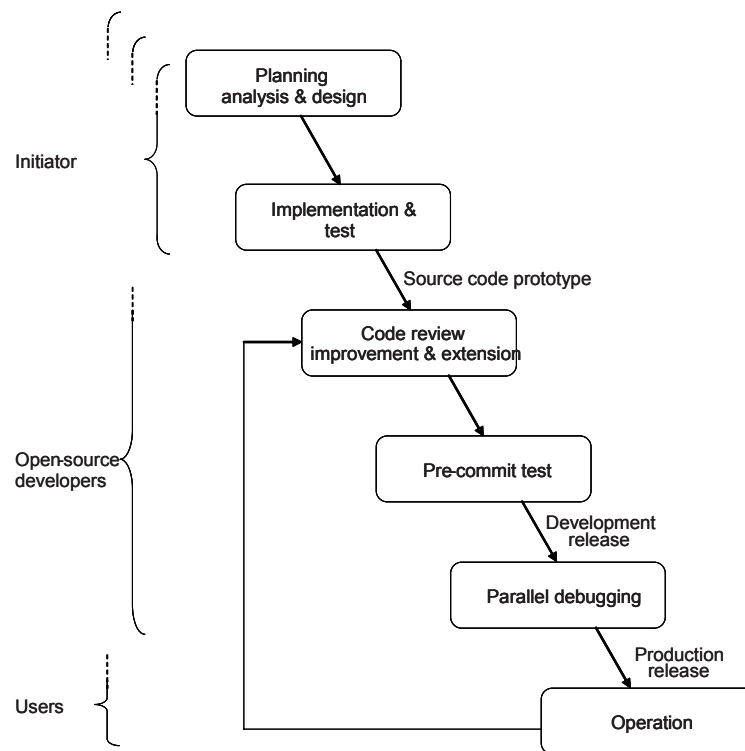 Planning
analysis & design
Initiator
Implementation &
test
Source code prototype
Code review
improvement & extension
Open-source
developers
Pre-commit test
Development
release
Parallel debugging
Production
release
Users
Operation